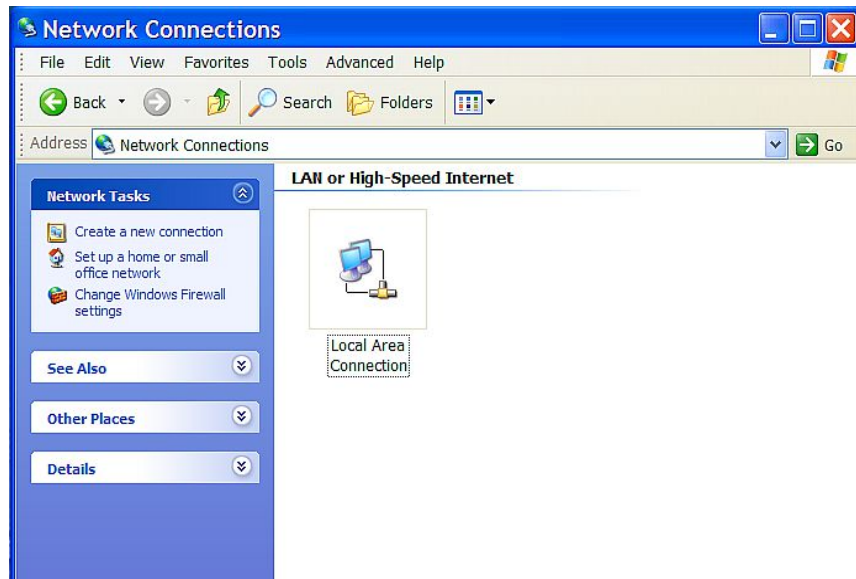 Network Connections
File Edit View Favorites Tools Advanced Help
Back Search Folders
Address Network Connections Go
Network Tasks
Create a new connection
Set up a home or small
office network
Change Windows Firewall
settings
See Also
Other Places
Details
LAN or High-Speed Internet
Local Area
Connection